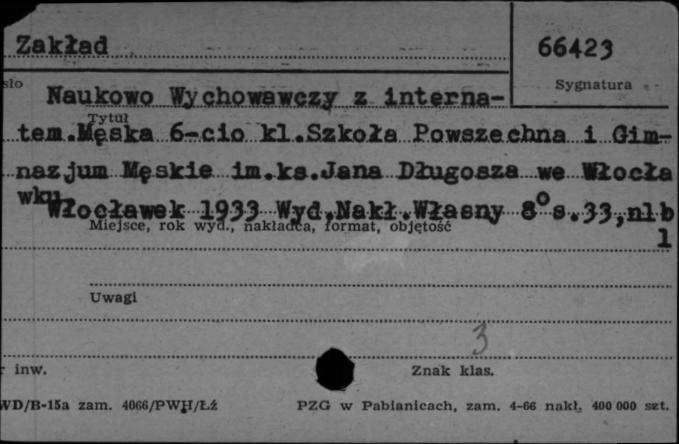 Zakład
66423
sło
Sygnatura
Naukowo Wychowawczy z interna-
Tytuł
tem.Męska 6-cio kl.Szkoła Powszechna i Gim-
nazjum Męskie im.ks.Jana Długosza we Włocła
wku.
Włocławek 1933 Wyd.Nakł.Własny 8° s.33,nlb
Miejsce, rok wyd., nakładca, format, objętość
1
Uwagi
3
r inw.
Znak klas.
WD/B-15a zam. 4066/PWH/Łź
PZG w Pabianicach, zam. 4-66 nakł. 400 000 szt.